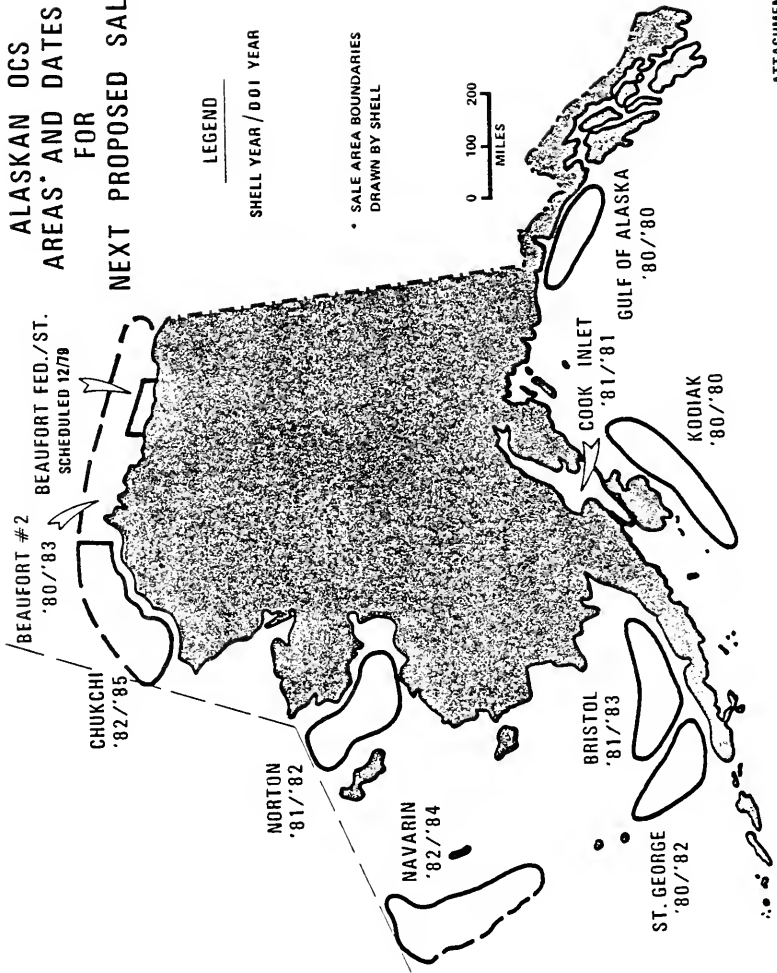 ALASKAN OCS
AREAS* AND DATES
FOR
NEXT PROPOSED SAL
LEGEND
SHELL YEAR/DOI YEAR
* SALE AREA BOUNDARIES
DRAWN BY SHELL
0 100 200
MILES
BEAUFORT FED./ST.
SCHEDULED 12/79
BEAUFORT #2
'80/'83
CHUKCHI
'82/'85
NORTON
'81/'82
NAVARIN
'82/'84
BRISTOL
'81/'83
ST. GEORGE
'80/'82
COOK INLET
'81/'81
KODIAK
'80/'80
GULF OF ALASKA
'80/'80